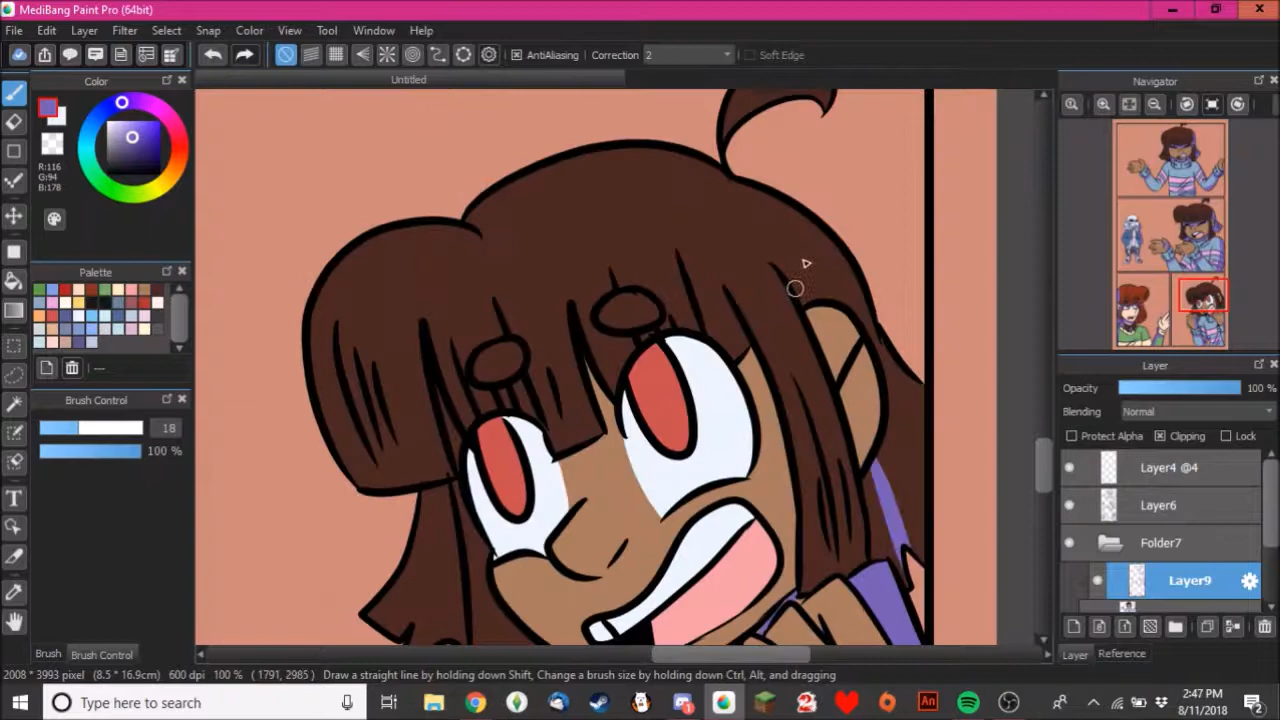 MediBang Paint Pro (64bit)
File Edit Layer Filter Select Snap Color View Tool Window Help
AntiAliasing Correction 2 Soft Edge
Color
Untitled
Navigator
R:116
G:94
B:178
Palette
---
Brush Control
18
100 %
Layer
Opacity 100 %
Blending Normal
Protect Alpha Clipping Lock
Layer4 @4
Layer6
Folder7
Layer9
Brush Brush Control
Layer Reference
2008 * 3993 pixel (8.5 * 16.9cm) 600 dpi 100 % ( 1791, 2985 ) Draw a straight line by holding down Shift, Change a brush size by holding down Ctrl, Alt, and dragging
Type here to search
An
2:47 PM
8/11/2018